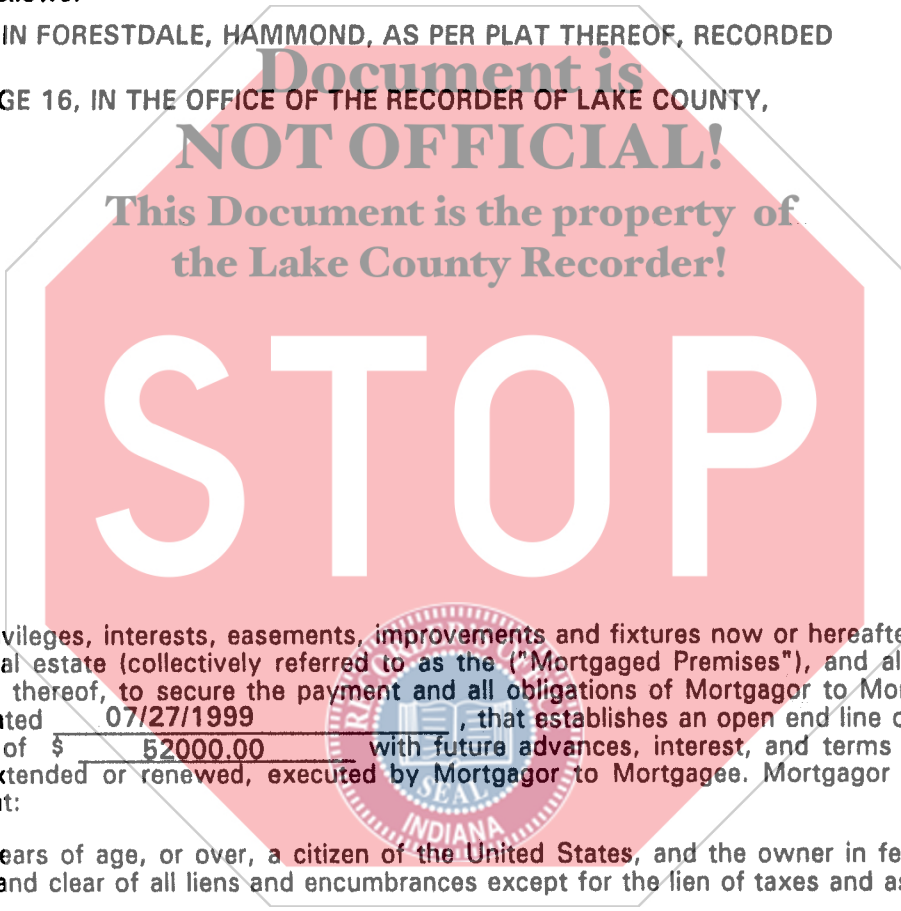 IN FORESTDALE, HAMMOND, AS PER PLAT THEREOF, RECORDED
Document is
GE 16, IN THE OFFICE OF THE RECORDER OF LAKE COUNTY,
NOT OFFICIAL!
This Document is the property of
the Lake County Recorder!
STOP
vileges, interests, easements, improvements and fixtures now or hereafte
al estate (collectively referred to as the ("Mortgaged Premises"), and al
thereof, to secure the payment and all obligations of Mortgagor to Mor
ted 07/27/1999 , that establishes an open end line o
of $ 52000.00 with future advances, interest, and terms
xtended or renewed, executed by Mortgagor to Mortgagee. Mortgagor
t:
SEAL
INDIANA
ears of age, or over, a citizen of the United States, and the owner in fe
and clear of all liens and encumbrances except for the lien of taxes and as